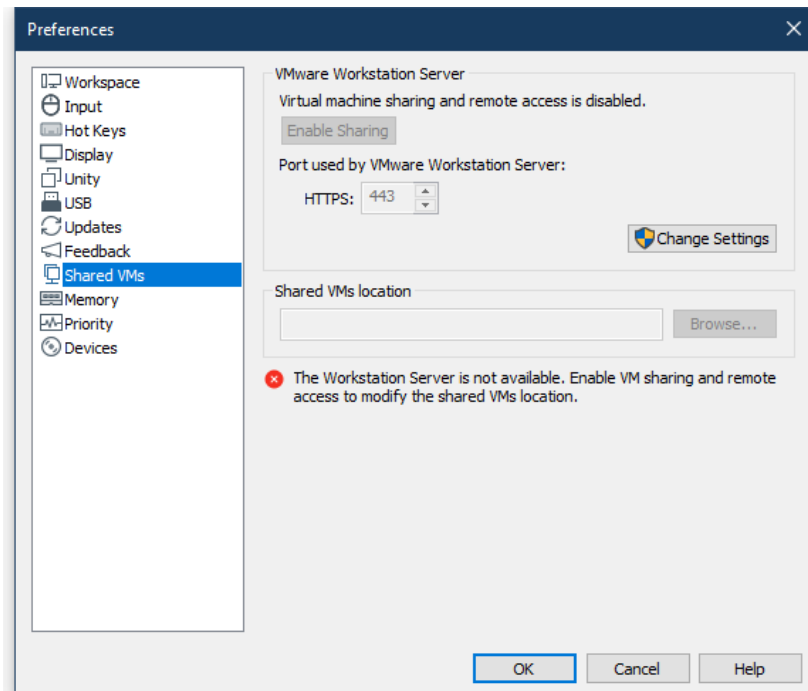 Preferences
Workspace
Input
Hot Keys
Display
Unity
USB
Updates
Feedback
Shared VMs
Memory
Priority
Devices
VMware Workstation Server
Virtual machine sharing and remote access is disabled.
Enable Sharing
Port used by VMware Workstation Server:
HTTPS: 443
Change Settings
Shared VMs location
Browse...
The Workstation Server is not available. Enable VM sharing and remote
access to modify the shared VMs location.
OK Cancel Help